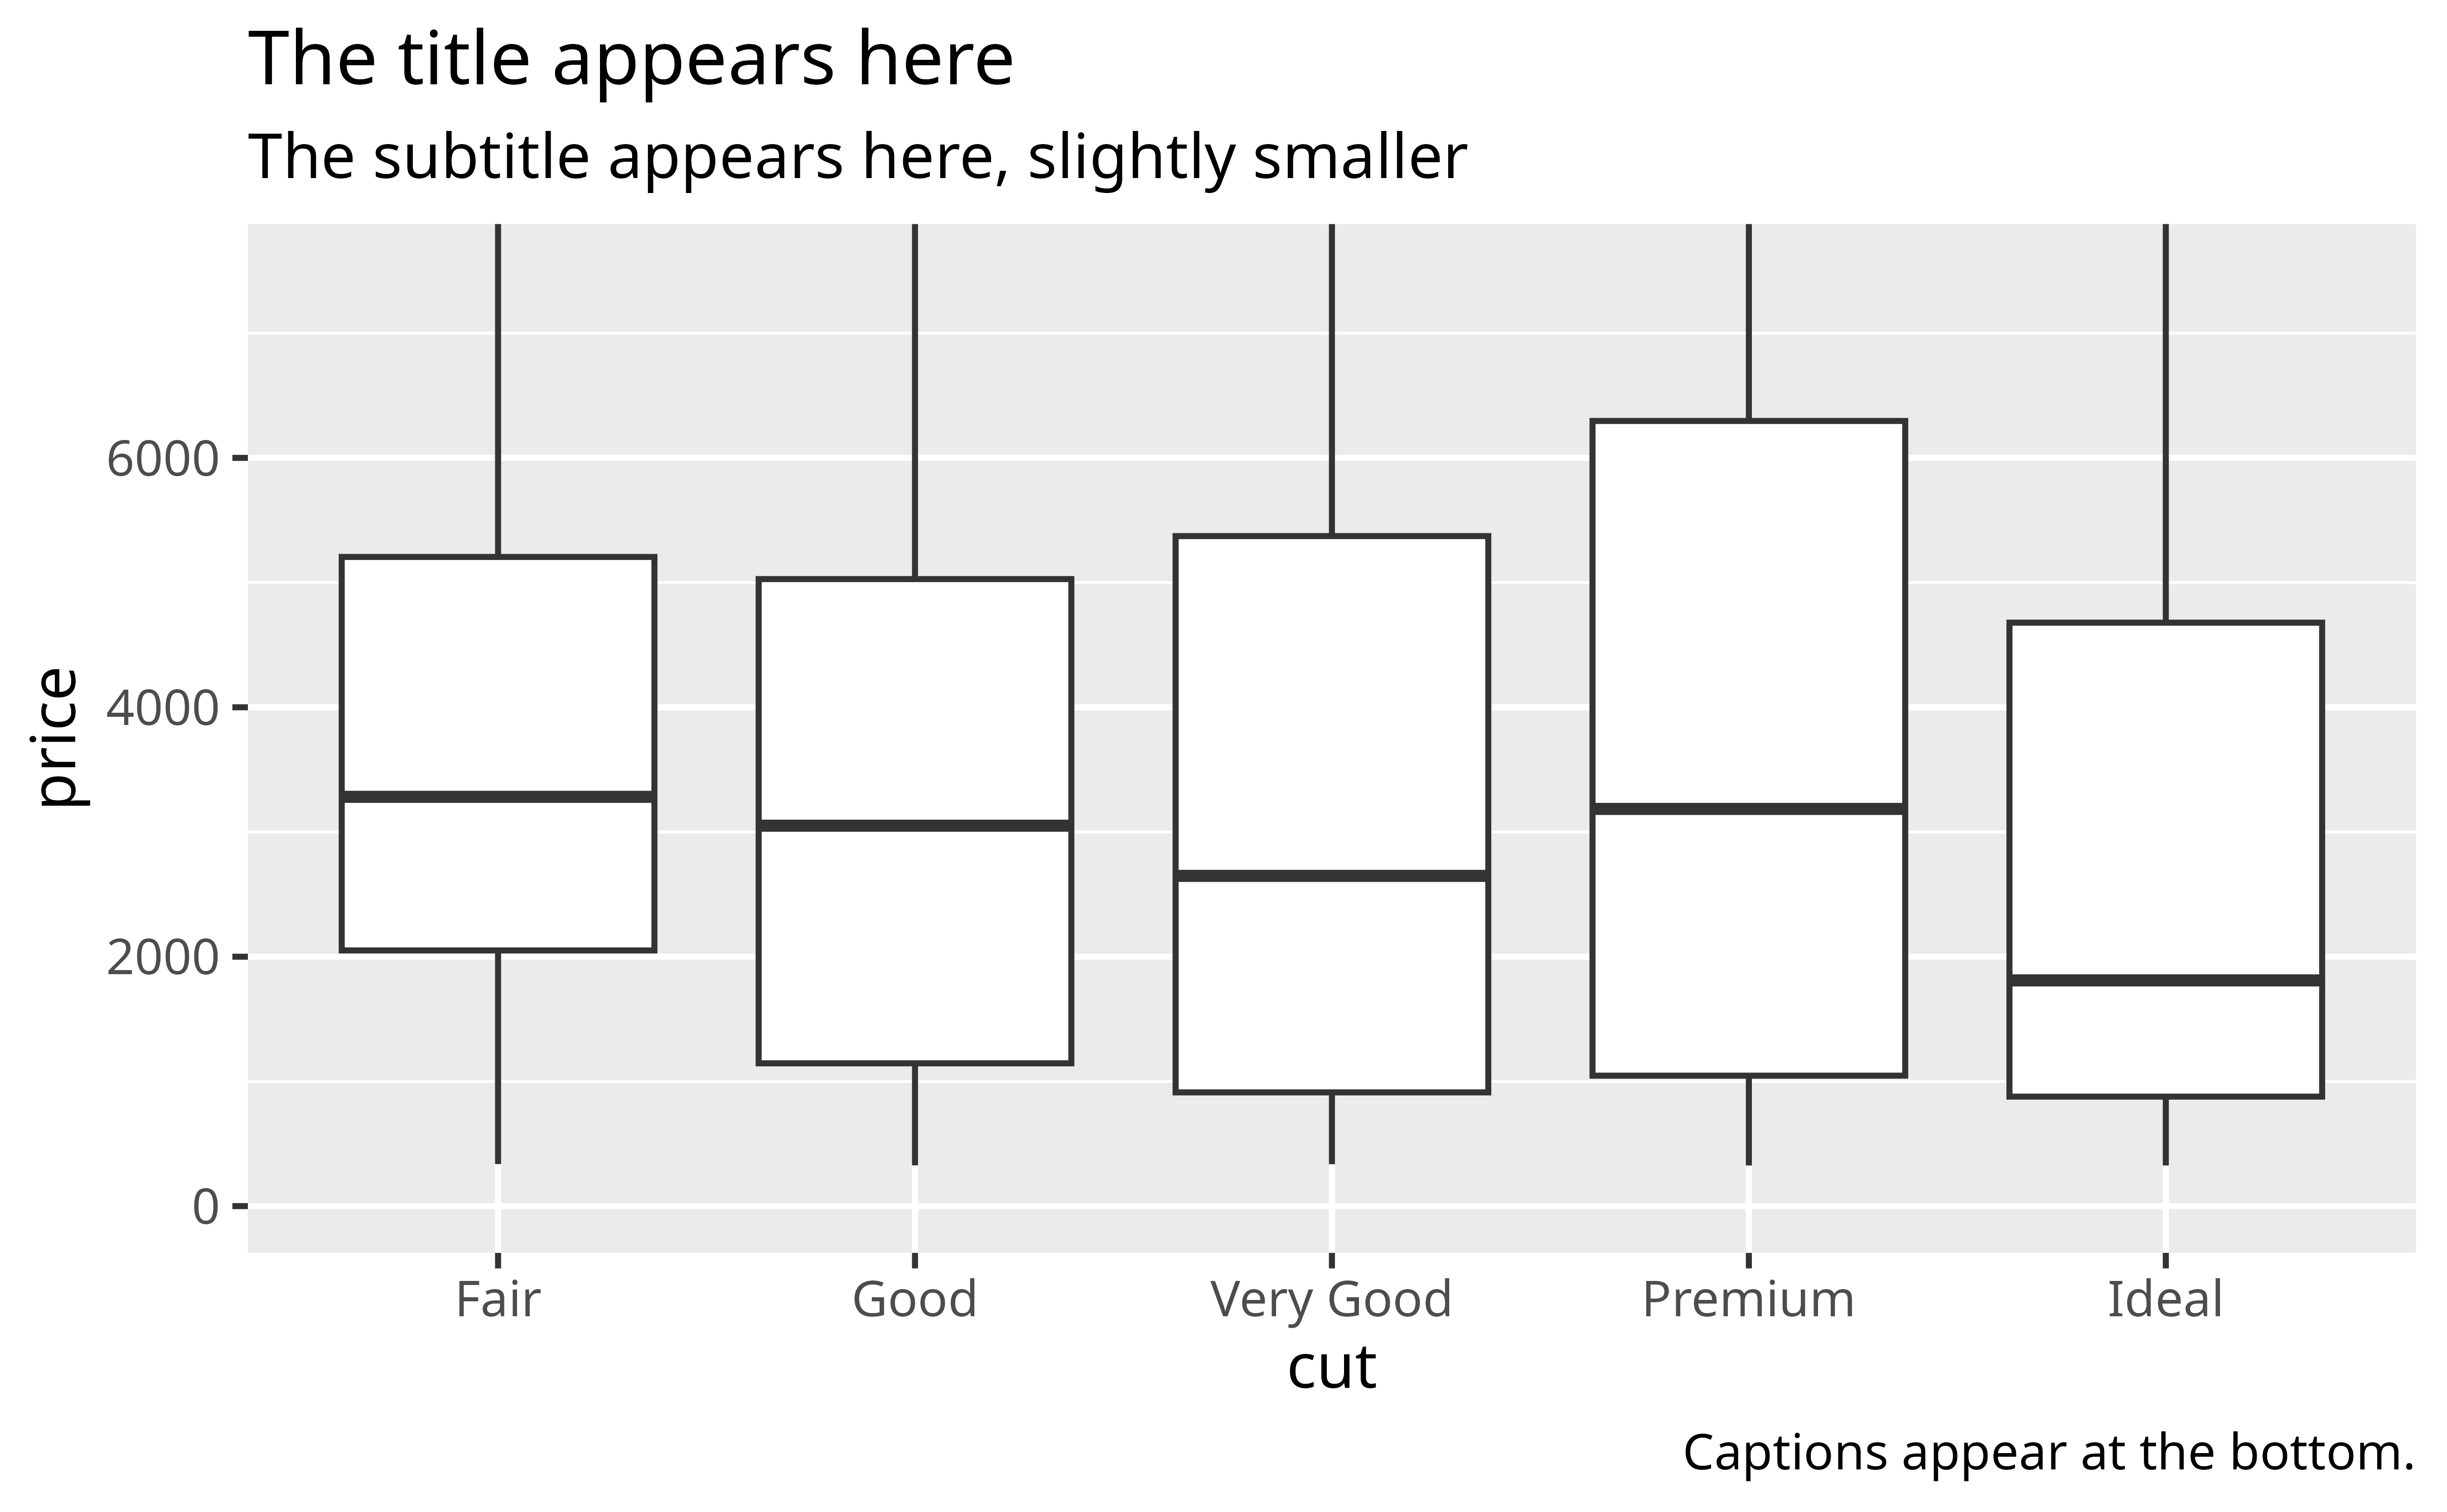 The title appears here
The subtitle appears here, slightly smaller
price
6000
4000
2000
0
Fair
Good
Very Good
Premium
Ideal
cut
Captions appear at the bottom.